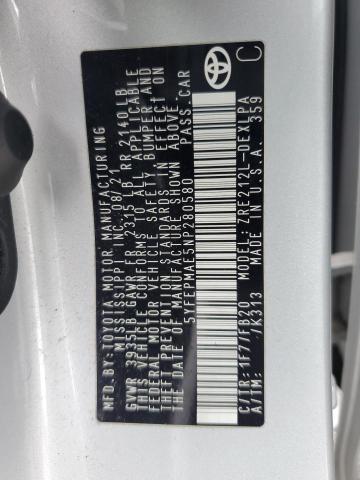 MFD.BY:TOYOTA MOTOR MANUFACTURING
MISSISSIPPI INC. 08/21
GVWR 3935LB GAWR FR 2315 LB RR 2140LB
THIS VEHICLE CONFORMS TO ALL APPLICABLE
FEDERAL MOTOR VEHICLE SAFETY BUMPER AND
THEFT PREVENTION STANDARDS IN EFFECT ON
THE DATE OF MANUFACTURE SHOWN ABOVE.
5YFEPMAE5NP280580 PASS.CAR
C/TR: 1F7/FB20 MODEL: ZRE212L-DEXLPA
A/TM: /K313 MADE IN U.S.A. 359
TOYOTA
C